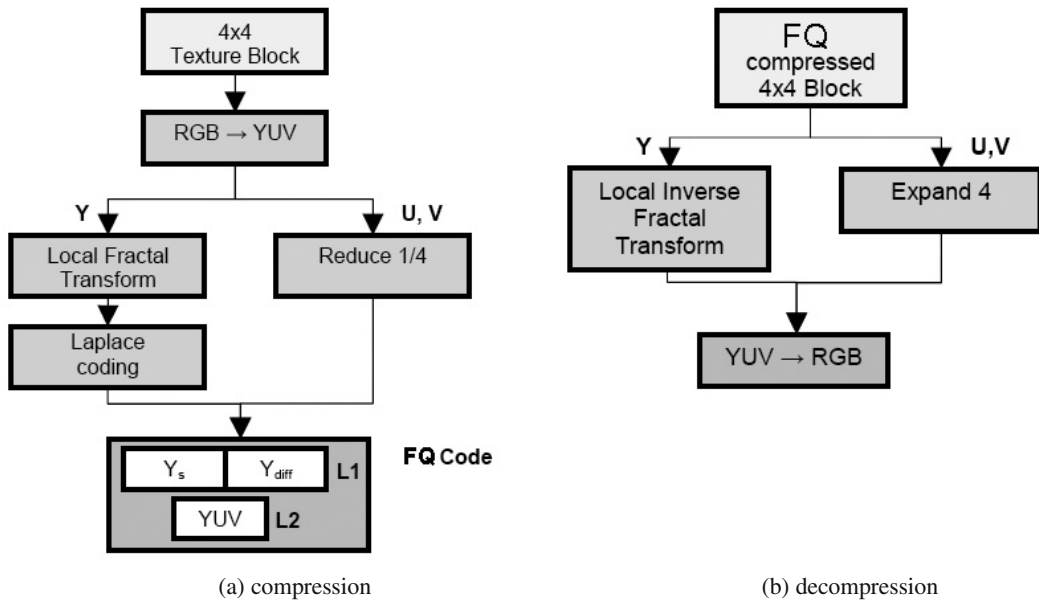 4x4
Texture Block
RGB → YUV
Y
U, V
Local Fractal
Transform
Reduce 1/4
Laplace
coding
FQ Code
Ys
Ydiff
L1
YUV
L2
(a) compression
FQ
compressed
4x4 Block
Y
U,V
Local Inverse
Fractal
Transform
Expand 4
YUV → RGB
(b) decompression